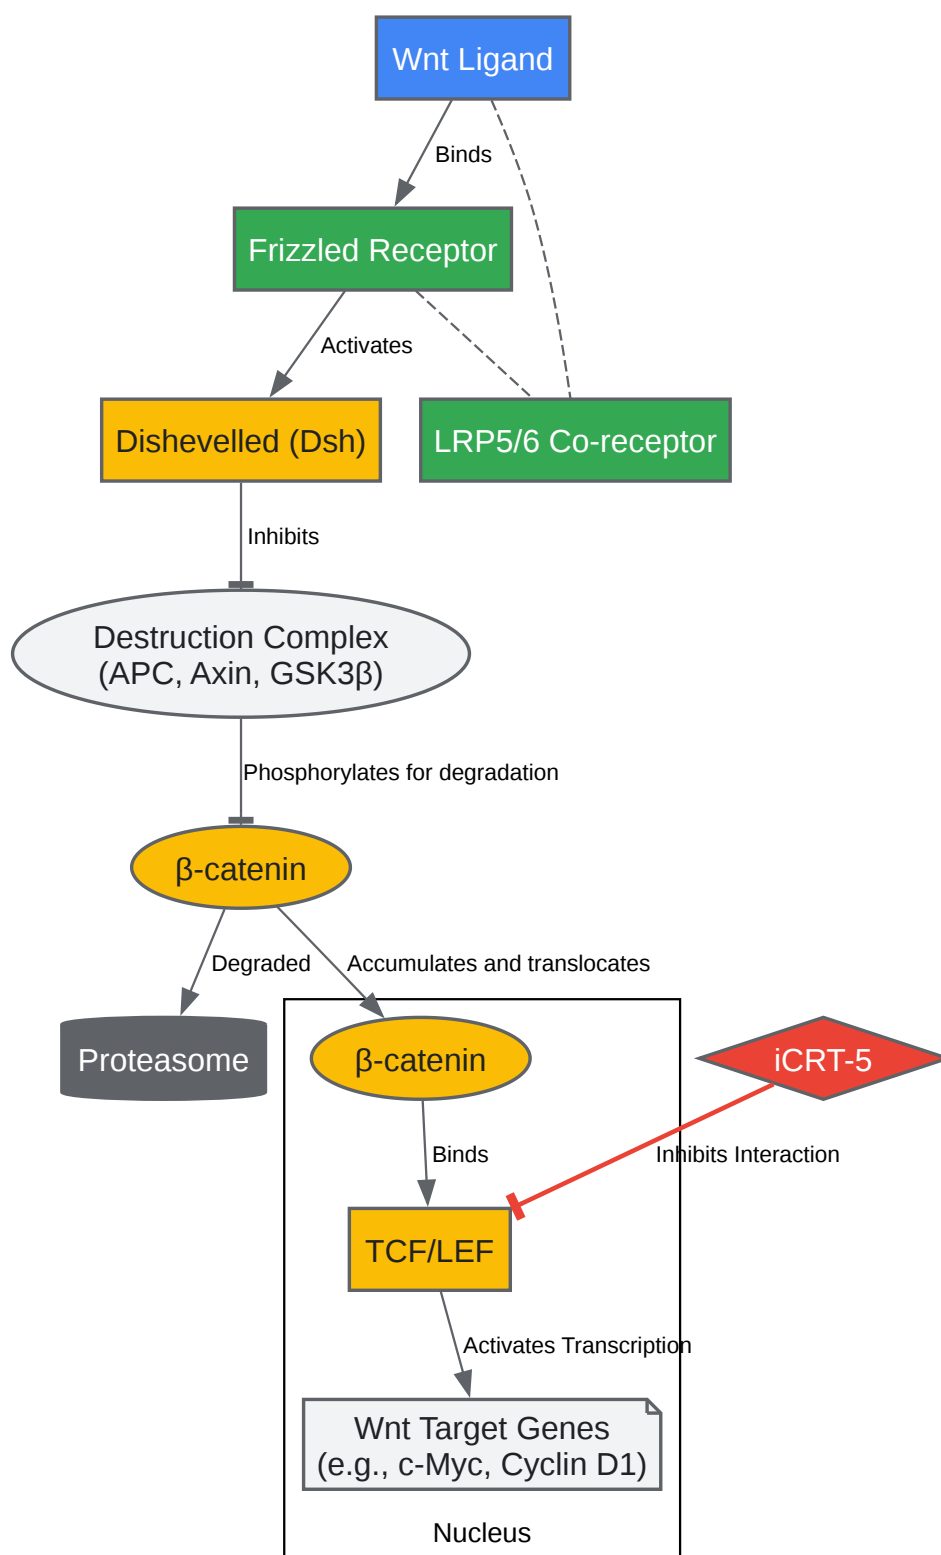 Wnt Ligand
Binds
Frizzled Receptor
Activates
Dishevelled (Dsh)
LRP5/6 Co-receptor
Inhibits
Destruction Complex
(APC, Axin, GSK3β)
Phosphorylates for degradation
β-catenin
Degraded
Accumulates and translocates
Proteasome
β-catenin
iCRT-5
Binds
Inhibits Interaction
TCF/LEF
Activates Transcription
Wnt Target Genes
(e.g., c-Myc, Cyclin D1)
Nucleus